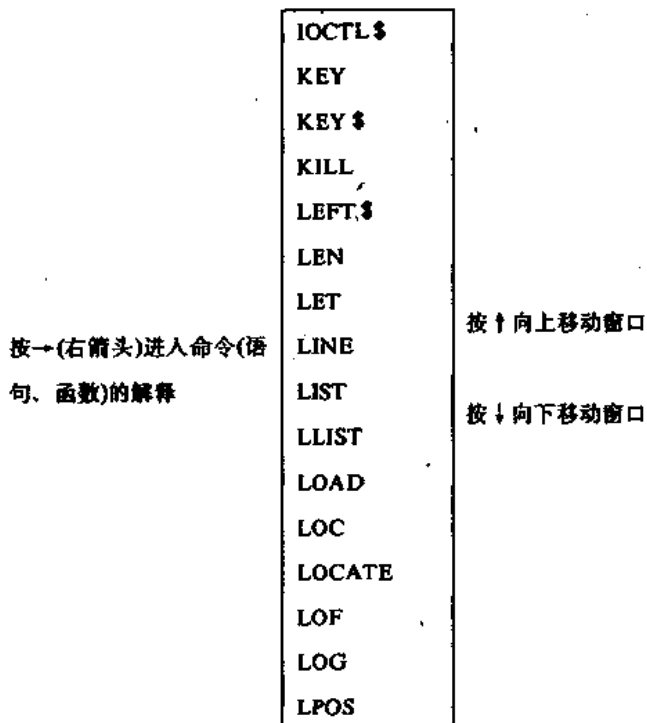 IOCTL$
KEY
KEY$
KILL
LEFT$
LEN
LET
LINE
LIST
LLIST
LOAD
LOC
LOCATE
LOF
LOG
LPOS
按→(右箭头)进入命令(语
句、函数)的解释
按↑向上移动窗口
按↓向下移动窗口